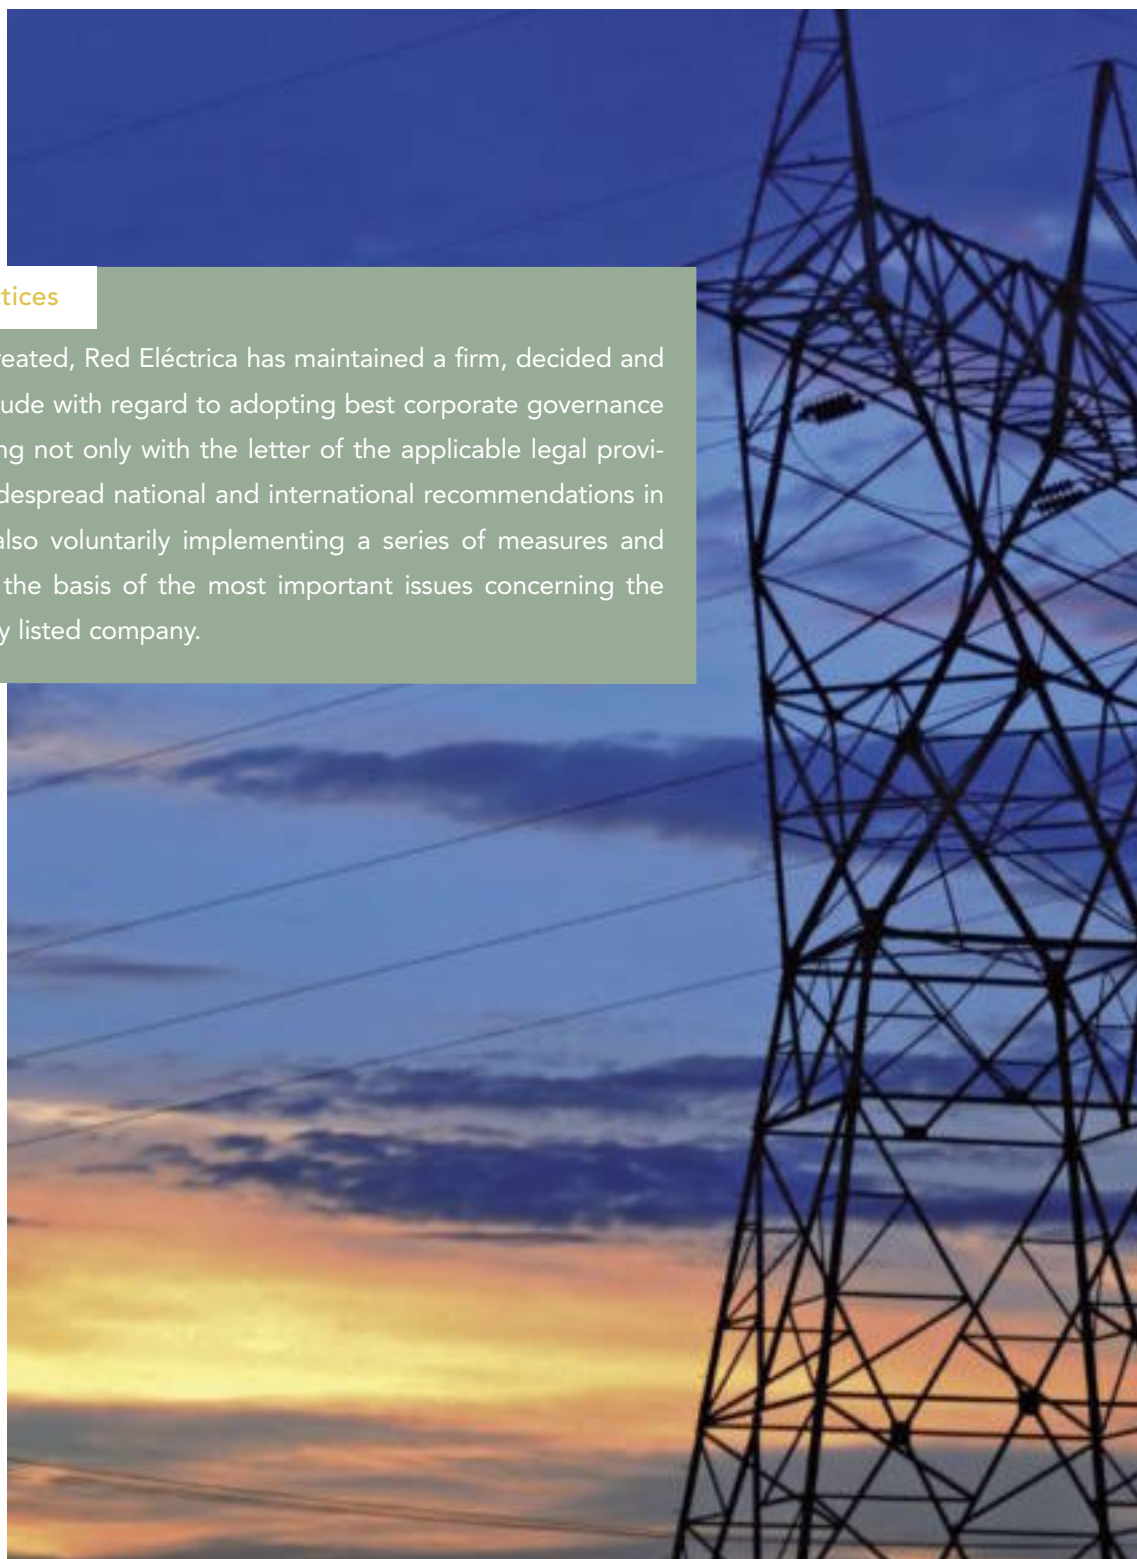 tices
reated, Red Eléctrica has maintained a firm, decided and
ude with regard to adopting best corporate governance
ng not only with the letter of the applicable legal provi-
despread national and international recommendations in
also voluntarily implementing a series of measures and
the basis of the most important issues concerning the
y listed company.